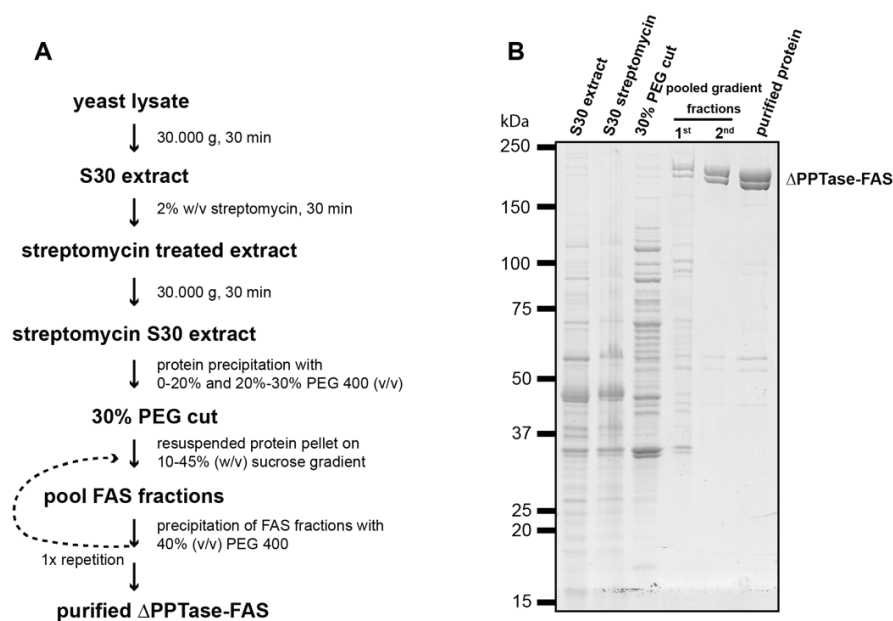 A
yeast lysate
30.000 g, 30 min
S30 extract
2% w/v streptomycin, 30 min
streptomycin treated extract
30.000 g, 30 min
streptomycin S30 extract
protein precipitation with
0-20% and 20%-30% PEG 400 (v/v)
30% PEG cut
resuspended protein pellet on
10-45% (w/v) sucrose gradient
pool FAS fractions
precipitation of FAS fractions with
40% (v/v) PEG 400
1x repetition
purified ΔPPTase-FAS
B
S30 extract
S30 streptomycin
30% PEG cut
pooled gradient
fractions
1st
2nd
purified protein
kDa
250
150
100
75
50
37
25
20
15
ΔPPTase-FAS